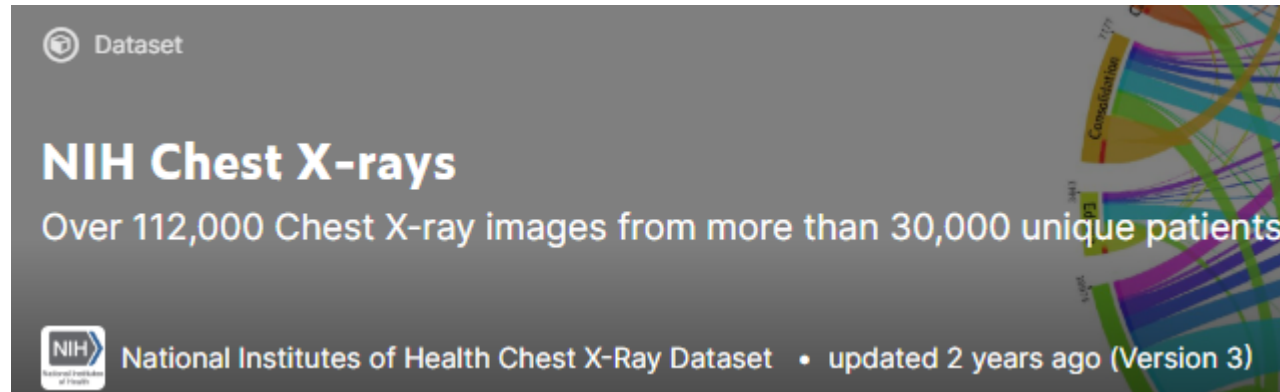 Dataset
NIH Chest X-rays
Over 112,000 Chest X-ray images from more than 30,000 unique patients
NIH
National Institutes of Health Chest X-Ray Dataset • updated 2 years ago (Version 3)
Consolidation